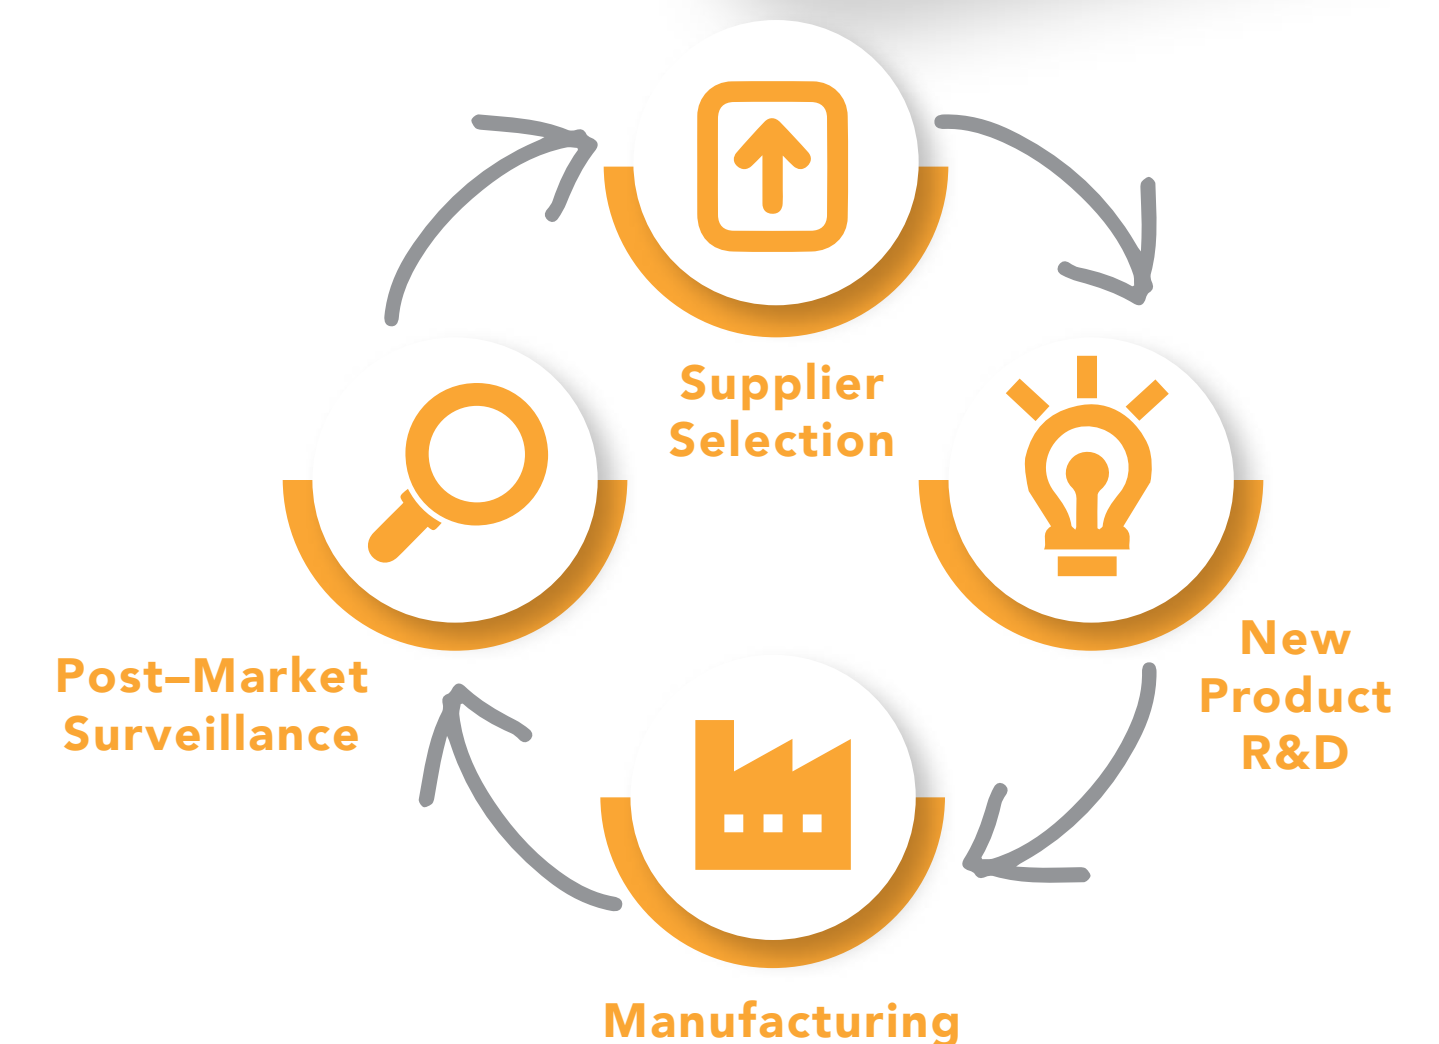 Supplier
Selection
New
Product
R&D
Post–Market
Surveillance
Manufacturing